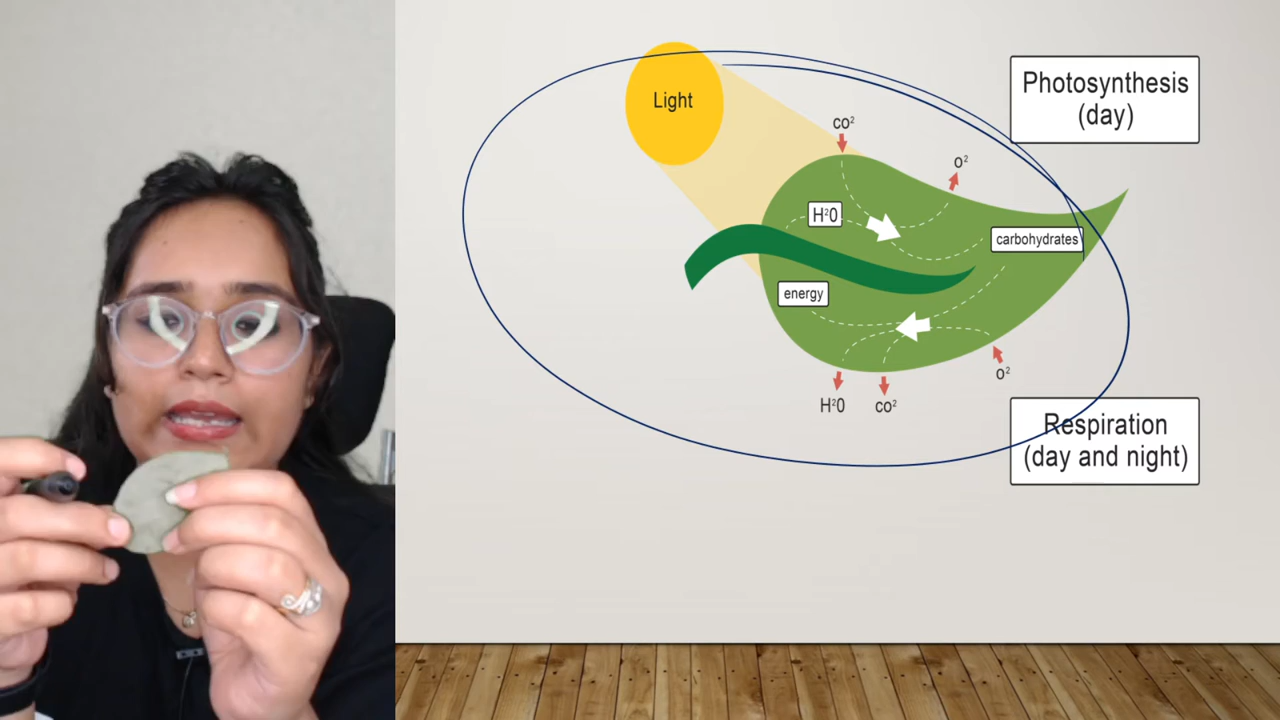 Light
Photosynthesis
(day)
co²
o²
H²0
carbohydrates
energy
o²
H²0
co²
Respiration
(day and night)